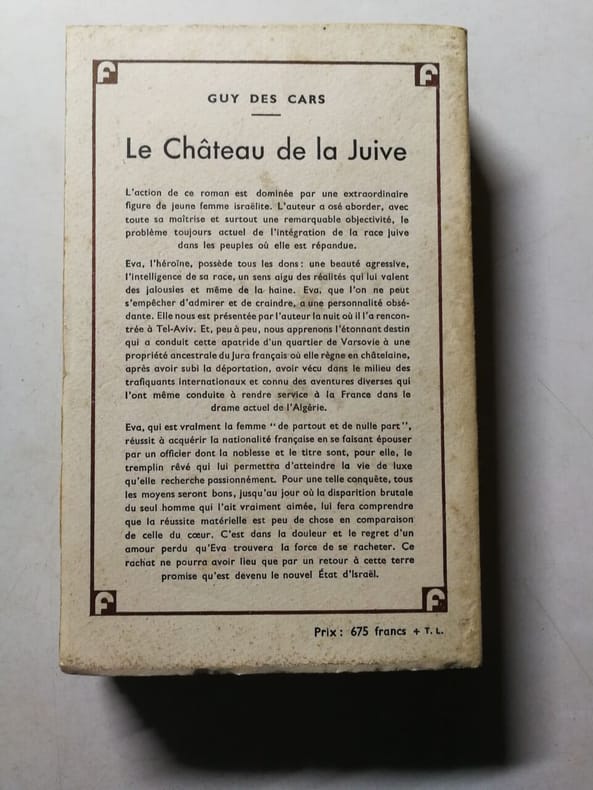 GUY DES CARS
Le Château de la Juive
L'action de ce roman est dominée par une extraordinaire
figure de jeune femme israëlite. L'auteur a osé aborder, avec
toute sa maîtrise et surtout une remarquable objectivité, le
problème toujours actuel de l'intégration de la race juive
dans les peuples où elle est répandue.
Eva, l'héroïne, possède tous les dons : une beauté agressive,
l'intelligence de sa race, un sens aigu des réalités qui lui valent
des jalousies et même de la haine. Eva, que l'on ne peut
s'empêcher d'admirer et de craindre, a une personnalité obsé-
dante. Elle nous est présentée par l'auteur la nuit où il l'a rencon-
trée à Tel-Aviv. Et, peu à peu, nous apprenons l'étonnant destin
qui a conduit cette apatride d'un quartier de Varsovie à une
propriété ancestrale du Jura français où elle règne en châtelaine,
après avoir subi la déportation, avoir vécu dans le milieu des
trafiquants internationaux et connu des aventures diverses qui
l'ont même conduite à rendre service à la France dans le
drame actuel de l'Algérie.
Eva, qui est vraiment la femme "de partout et de nulle part",
réussit à acquérir la nationalité française en se faisant épouser
par un officier dont la noblesse et le titre sont, pour elle, le
tremplin rêvé qui lui permettra d'atteindre la vie de luxe
qu'elle recherche passionnément. Pour une telle conquête, tous
les moyens seront bons, jusqu'au jour où la disparition brutale
du seul homme qui l'ait vraiment aimée, lui fera comprendre
que la réussite matérielle est peu de chose en comparaison
de celle du cœur. C'est dans la douleur et le regret d'un
amour perdu qu'Eva trouvera la force de se racheter. Ce
rachat ne pourra avoir lieu que par un retour à cette terre
promise qu'est devenu le nouvel État d'Israël.
Prix : 675 francs + T. L.